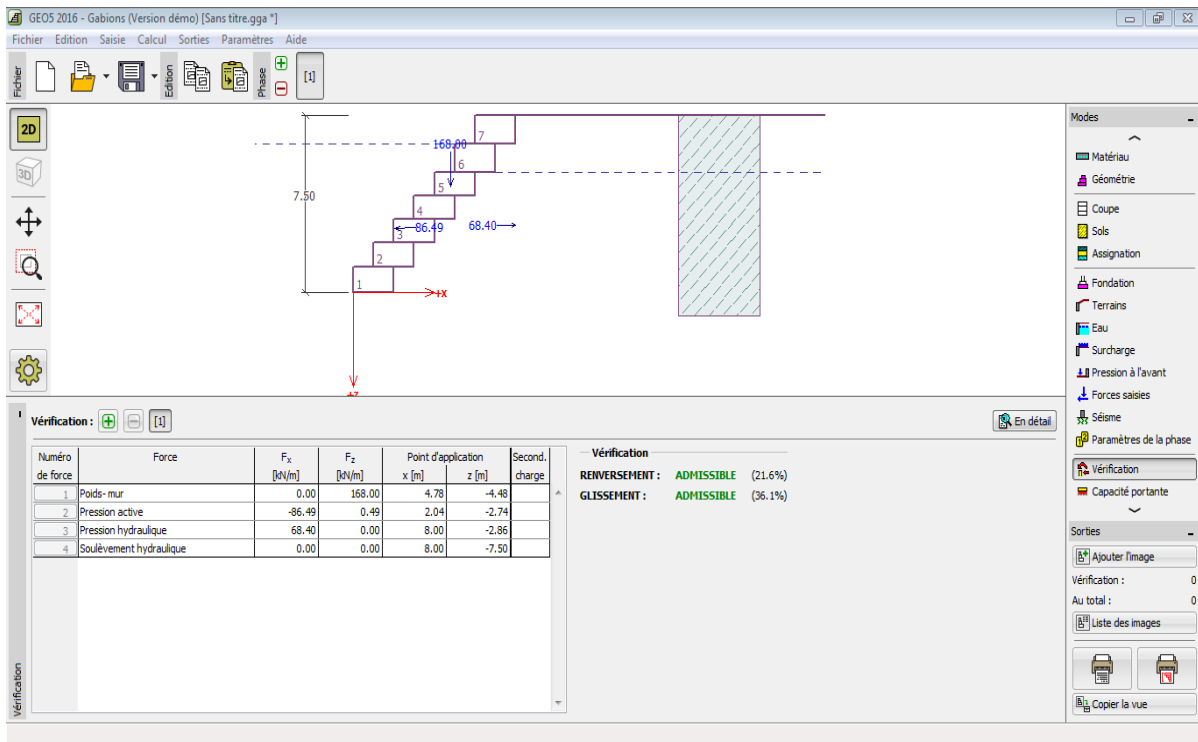 GEO5 2016 - Gabions (Version démo) [Sans titre.gga *]
Fichier Edition Saisie Calcul Sorties Paramètres Aide
Fichier
Edition
Phase
[1]
2D
3D
7.50
168.00
86.49
68.40
7
6
5
4
3
2
1
+X
+Z
Modes
Matériau
Géométrie
Coupe
Sols
Assignation
Fondation
Terrains
Eau
Surcharge
Pression à l'avant
Forces saisies
Séisme
Paramètres de la phase
Vérification
Capacité portante
Sorties
Ajouter l'image
Vérification : 0
Au total : 0
Liste des images
Copier la vue
Vérification : [1]
En détail
Numéro de force Force Fx [kN/m] Fz [kN/m] Point d'application x [m] z [m] Second. charge
1 Poids- mur 0.00 168.00 4.78 -4.48
2 Pression active -86.49 0.49 2.04 -2.74
3 Pression hydraulique 68.40 0.00 8.00 -2.86
4 Soulèvement hydraulique 0.00 0.00 8.00 -7.50
Vérification
RENVERSEMENT : ADMISSIBLE (21.6%)
GLISSEMENT : ADMISSIBLE (36.1%)
Vérification